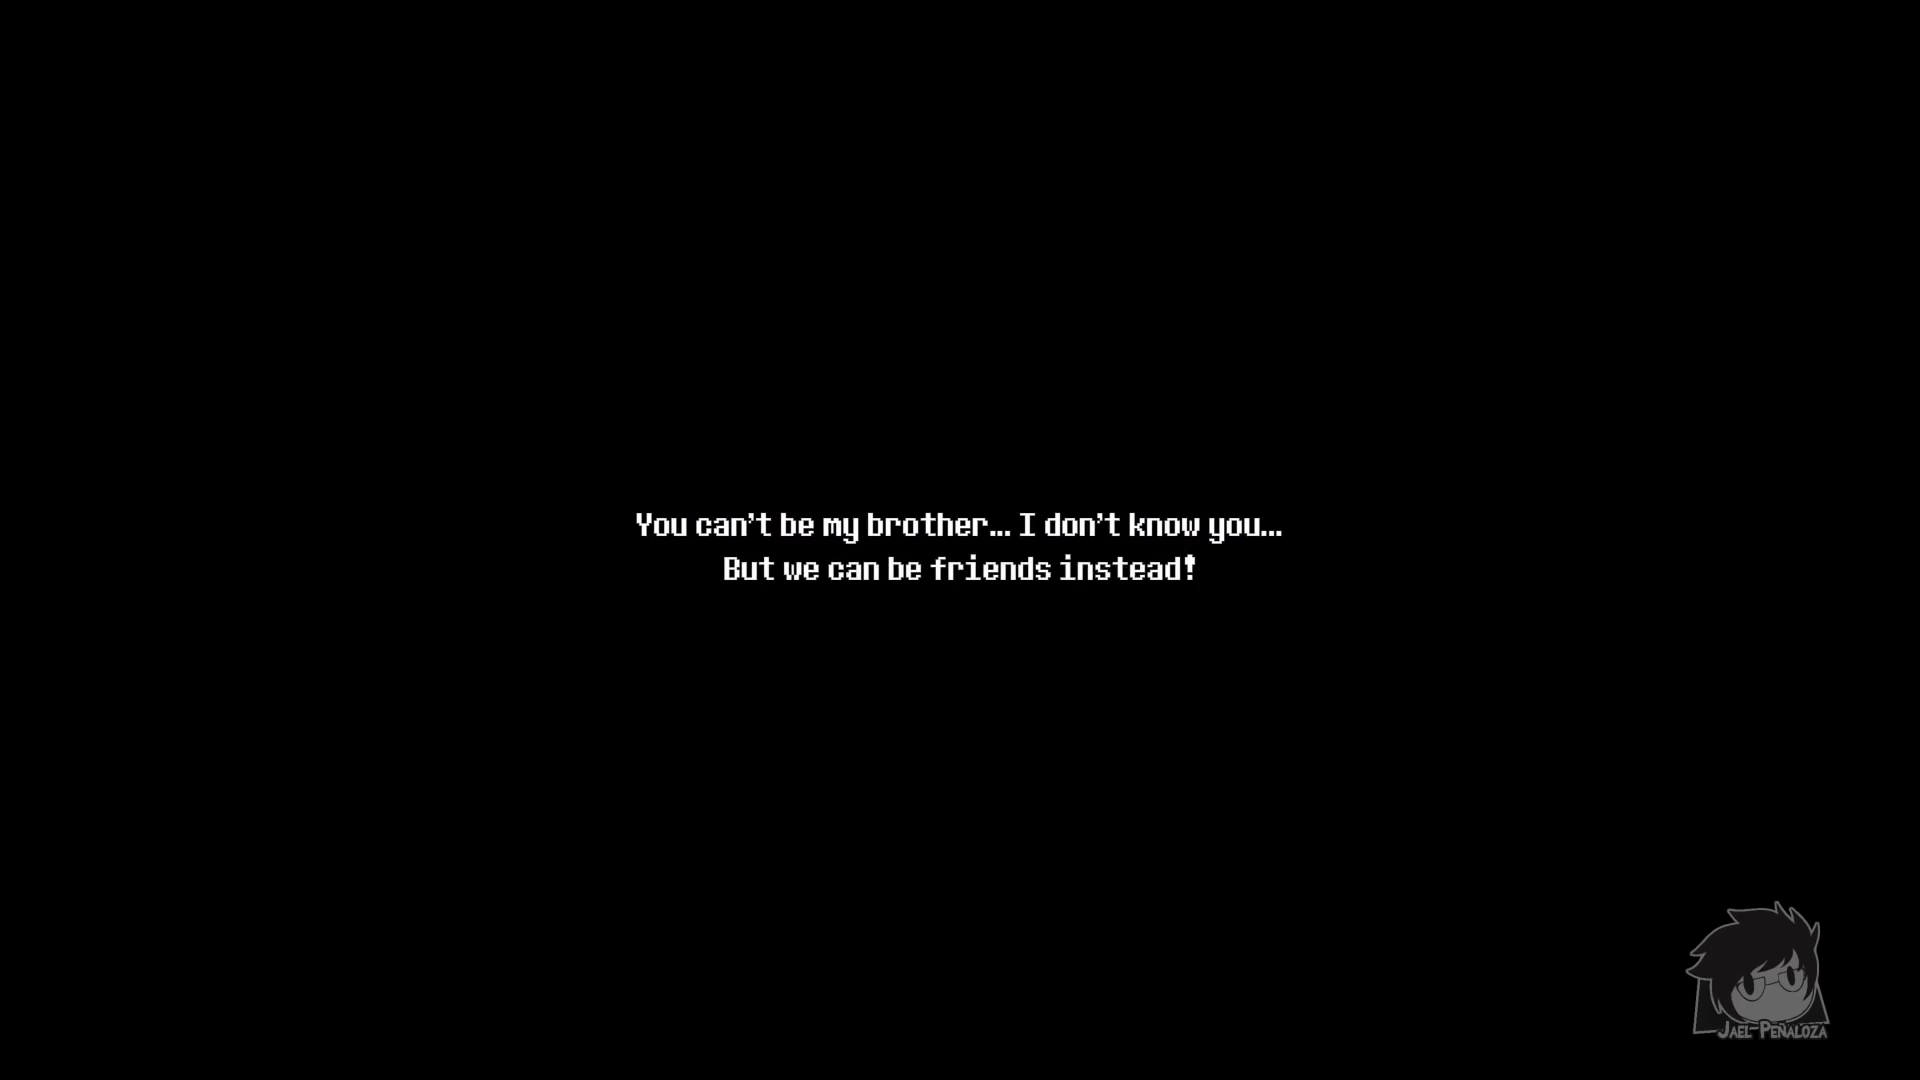 You can't be my brother... I don't know you...
But we can be friends instead!
JAEL-PEÑALOZA